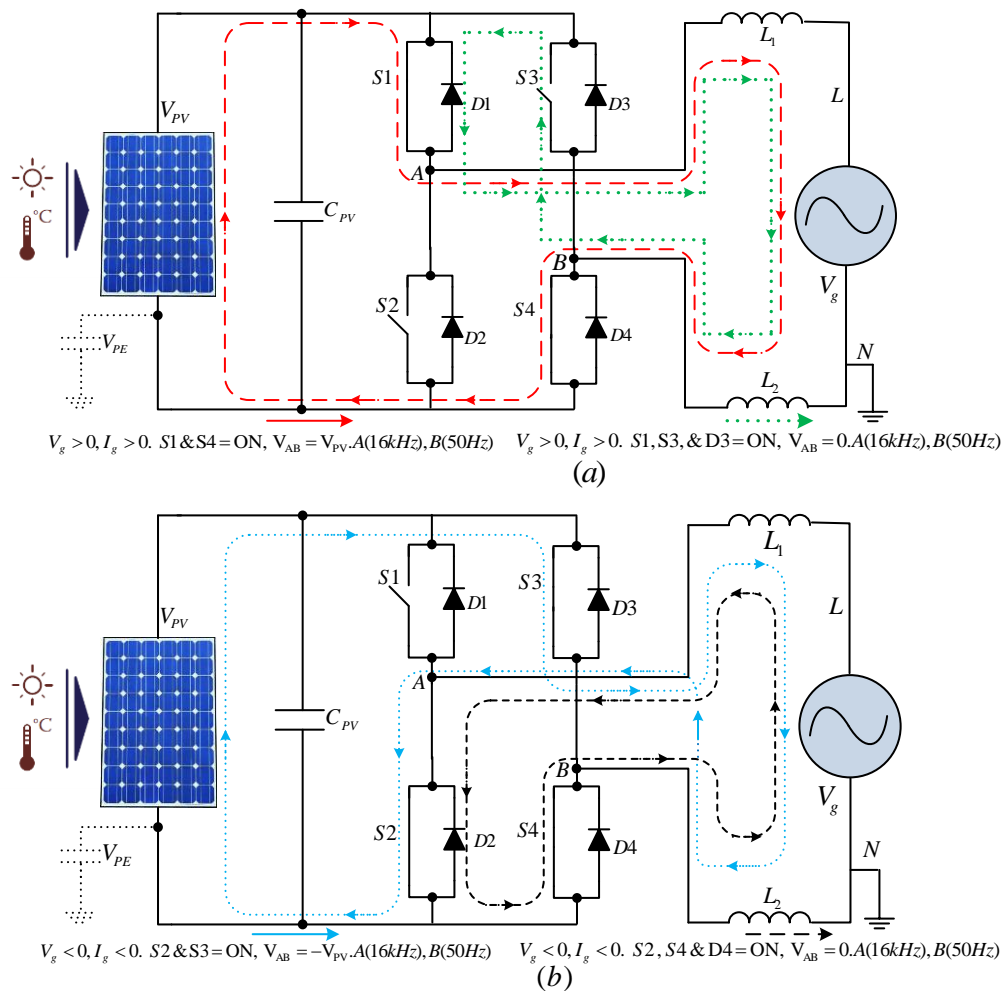 L₁
S1
S3
D1
D3
V_PV
L
°C
A
C_PV
B
S2
S4
D2
D4
V_g
V_PE
N
L₂
V_g > 0, I_g > 0. S1&S4=ON, V_AB = V_PV. A(16kHz), B(50Hz)
V_g > 0, I_g > 0. S1, S3, & D3=ON, V_AB = 0. A(16kHz), B(50Hz)
(a)
L₁
S1
S3
D1
D3
V_PV
L
°C
A
C_PV
B
S2
S4
D2
D4
V_g
V_PE
N
L₂
V_g < 0, I_g < 0. S2&S3=ON, V_AB = −V_PV. A(16kHz), B(50Hz)
V_g < 0, I_g < 0. S2, S4 & D4=ON, V_AB = 0. A(16kHz), B(50Hz)
(b)